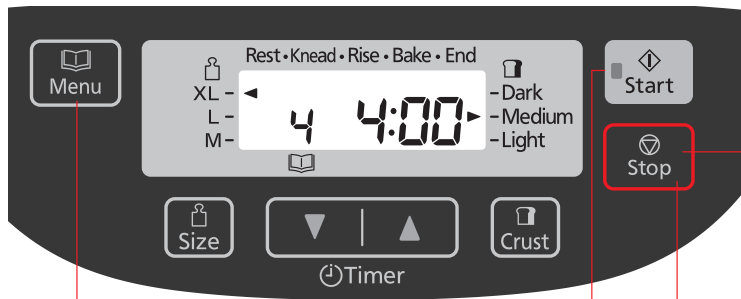 Menu
Rest • Knead • Rise • Bake • End
XL -
L -
M -
4
4:00
- Dark
- Medium
- Light
Start
Stop
Size
Timer
Crust